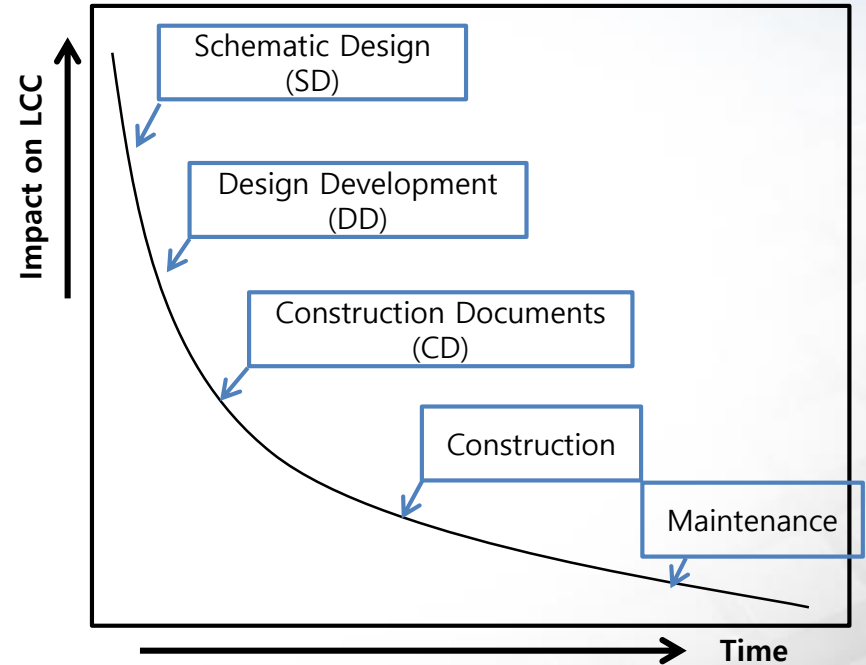 Impact on LCC
Schematic Design
(SD)
Design Development
(DD)
Construction Documents
(CD)
Construction
Maintenance
Time